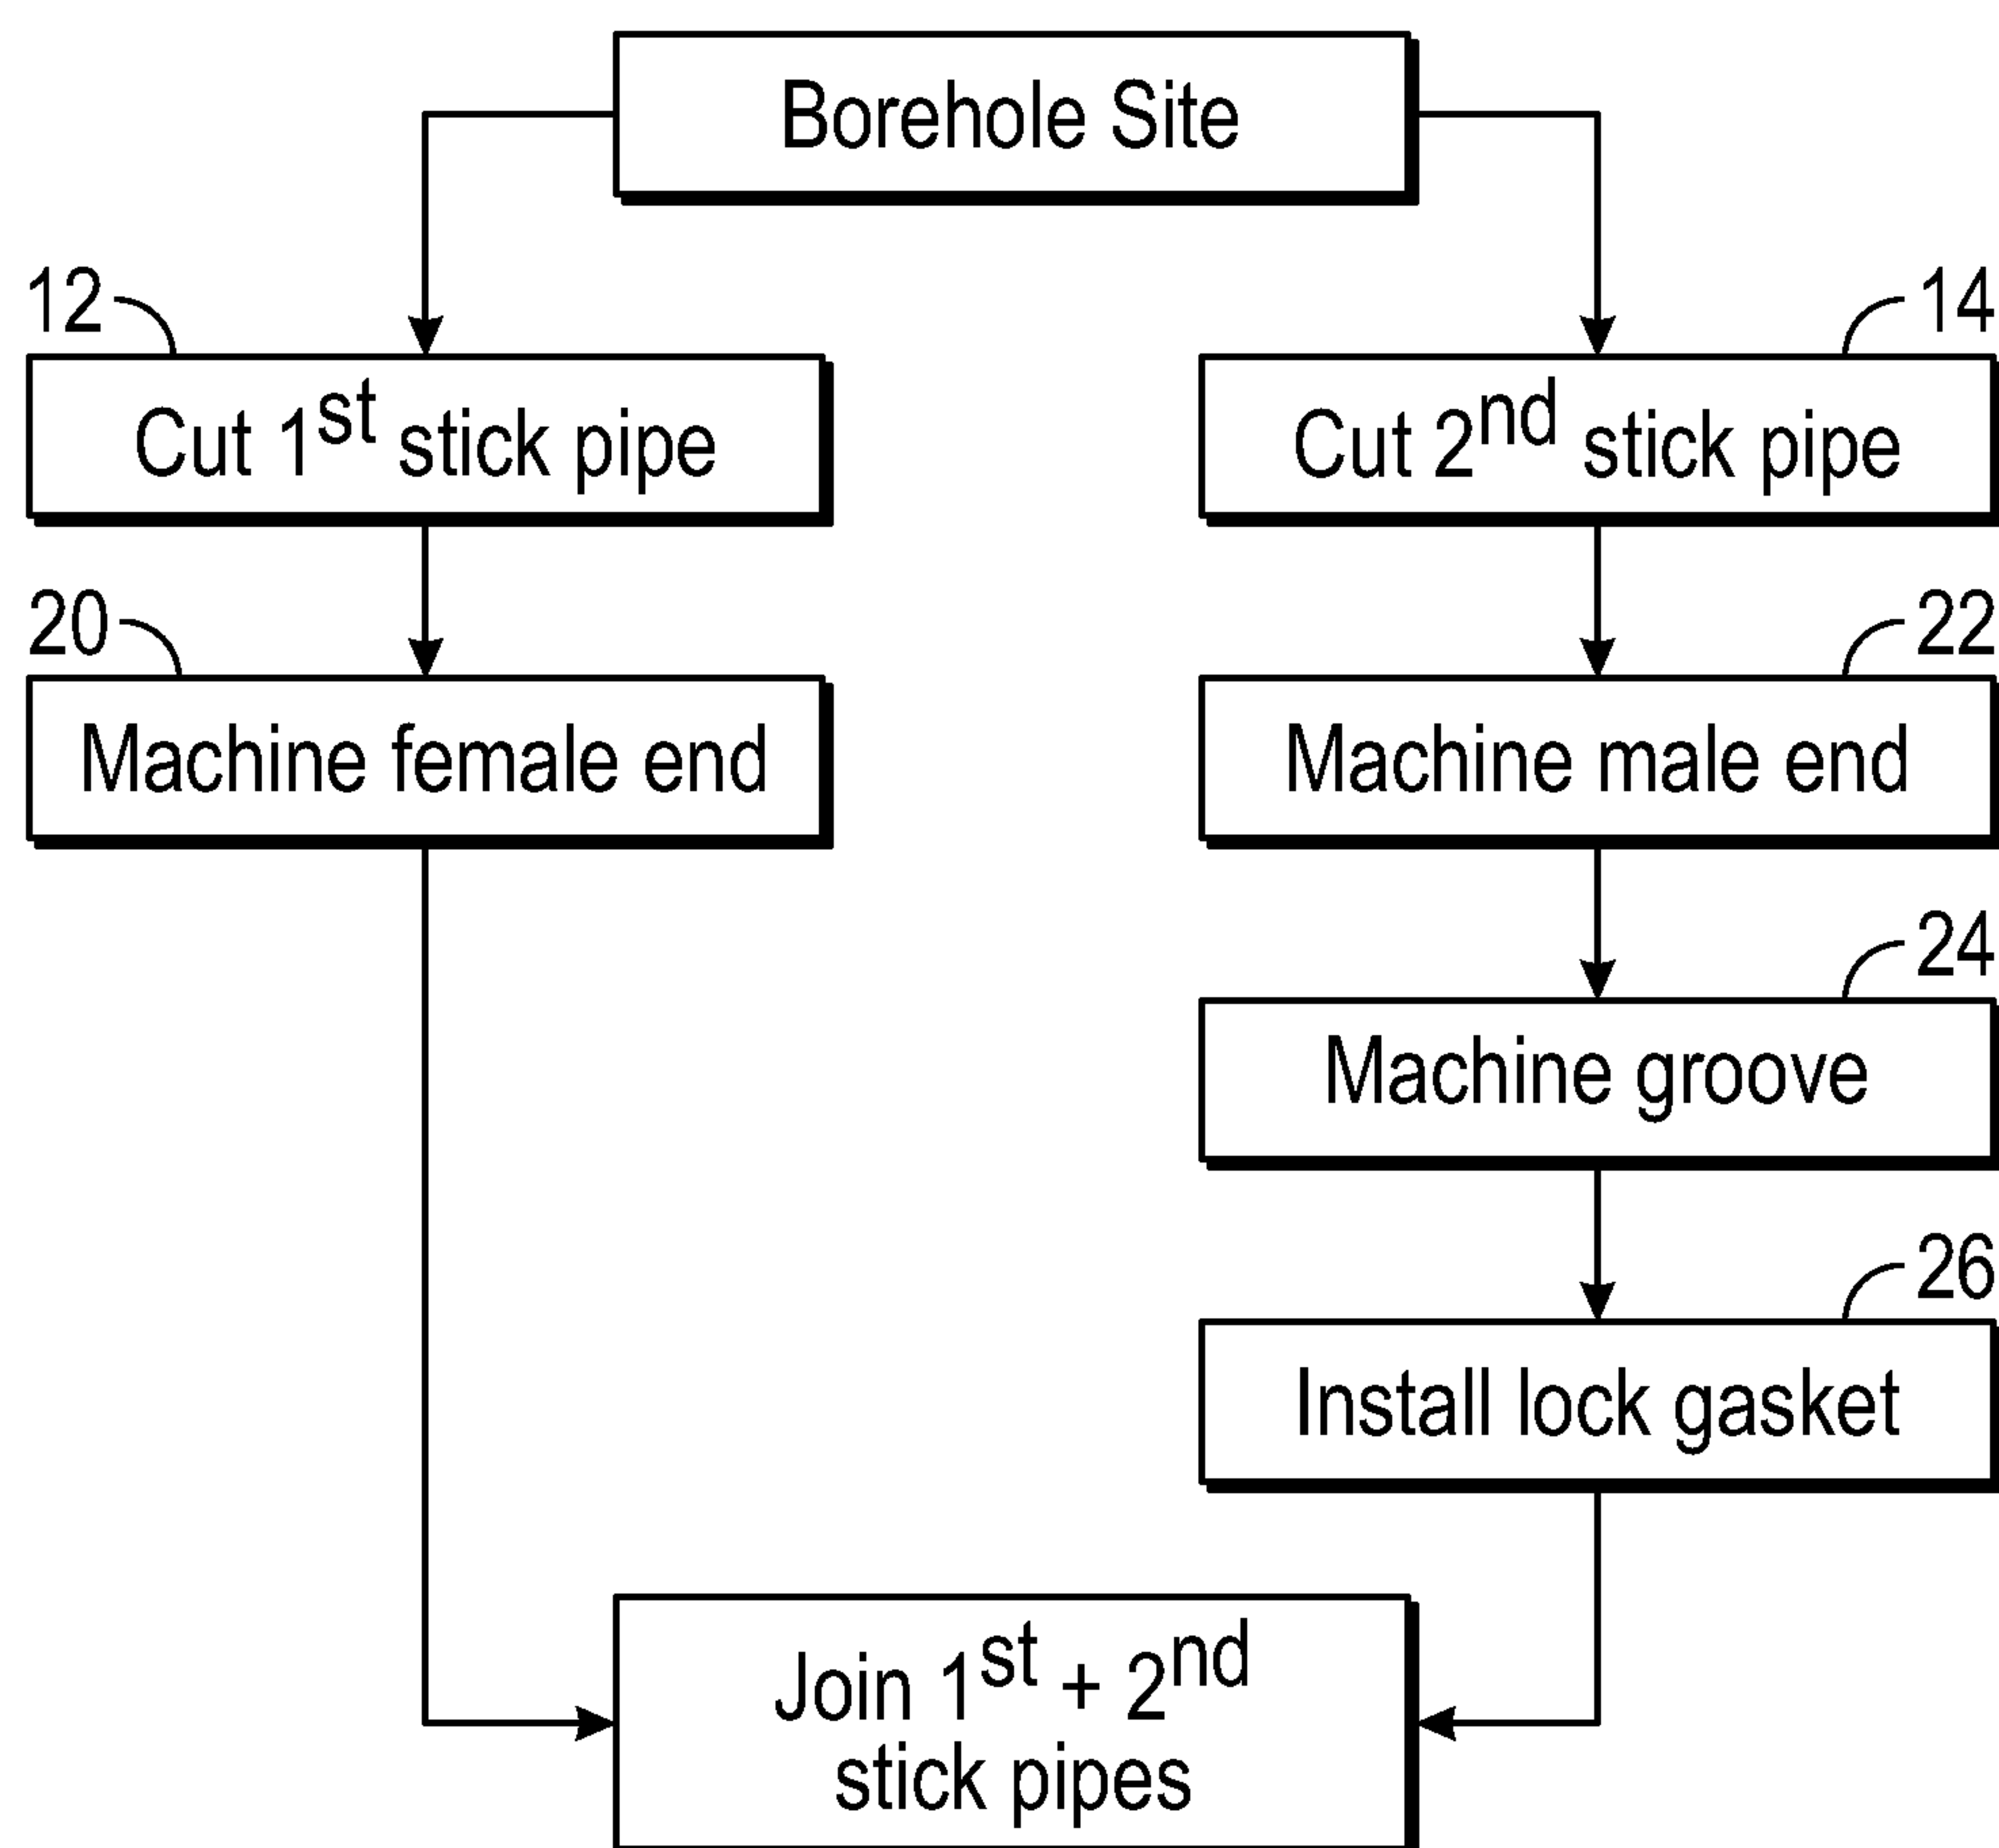 Borehole Site
12
14
Cut 1st stick pipe
Cut 2nd stick pipe
20
22
Machine female end
Machine male end
24
Machine groove
26
Install lock gasket
Join 1st + 2nd
stick pipes